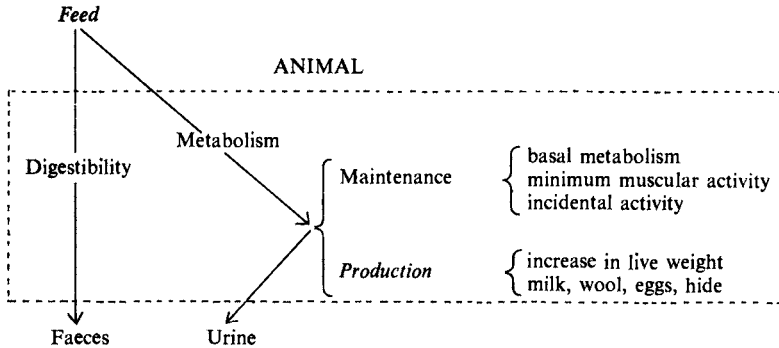 Feed
ANIMAL
Metabolism
Digestibility
Maintenance
basal metabolism
minimum muscular activity
incidental activity
Production
increase in live weight
milk, wool, eggs, hide
Faeces
Urine